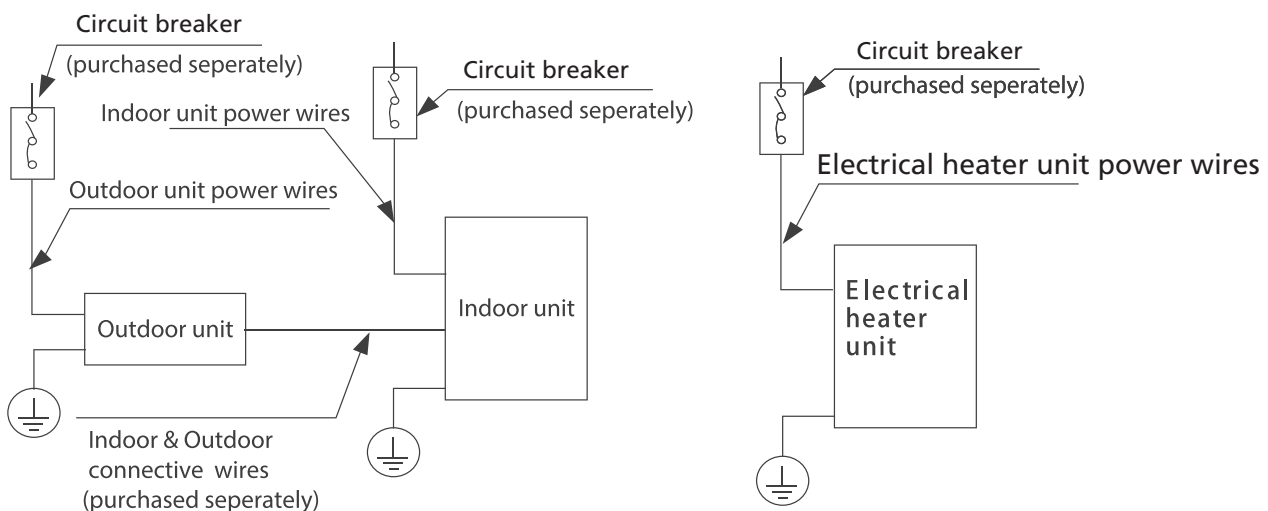 Circuit breaker
(purchased seperately)
Indoor unit power wires
Outdoor unit power wires
Circuit breaker
(purchased seperately)
Outdoor unit
Indoor unit
Indoor & Outdoor
connective wires
(purchased seperately)
Circuit breaker
(purchased seperately)
Electrical heater unit power wires
Electrical
heater
unit